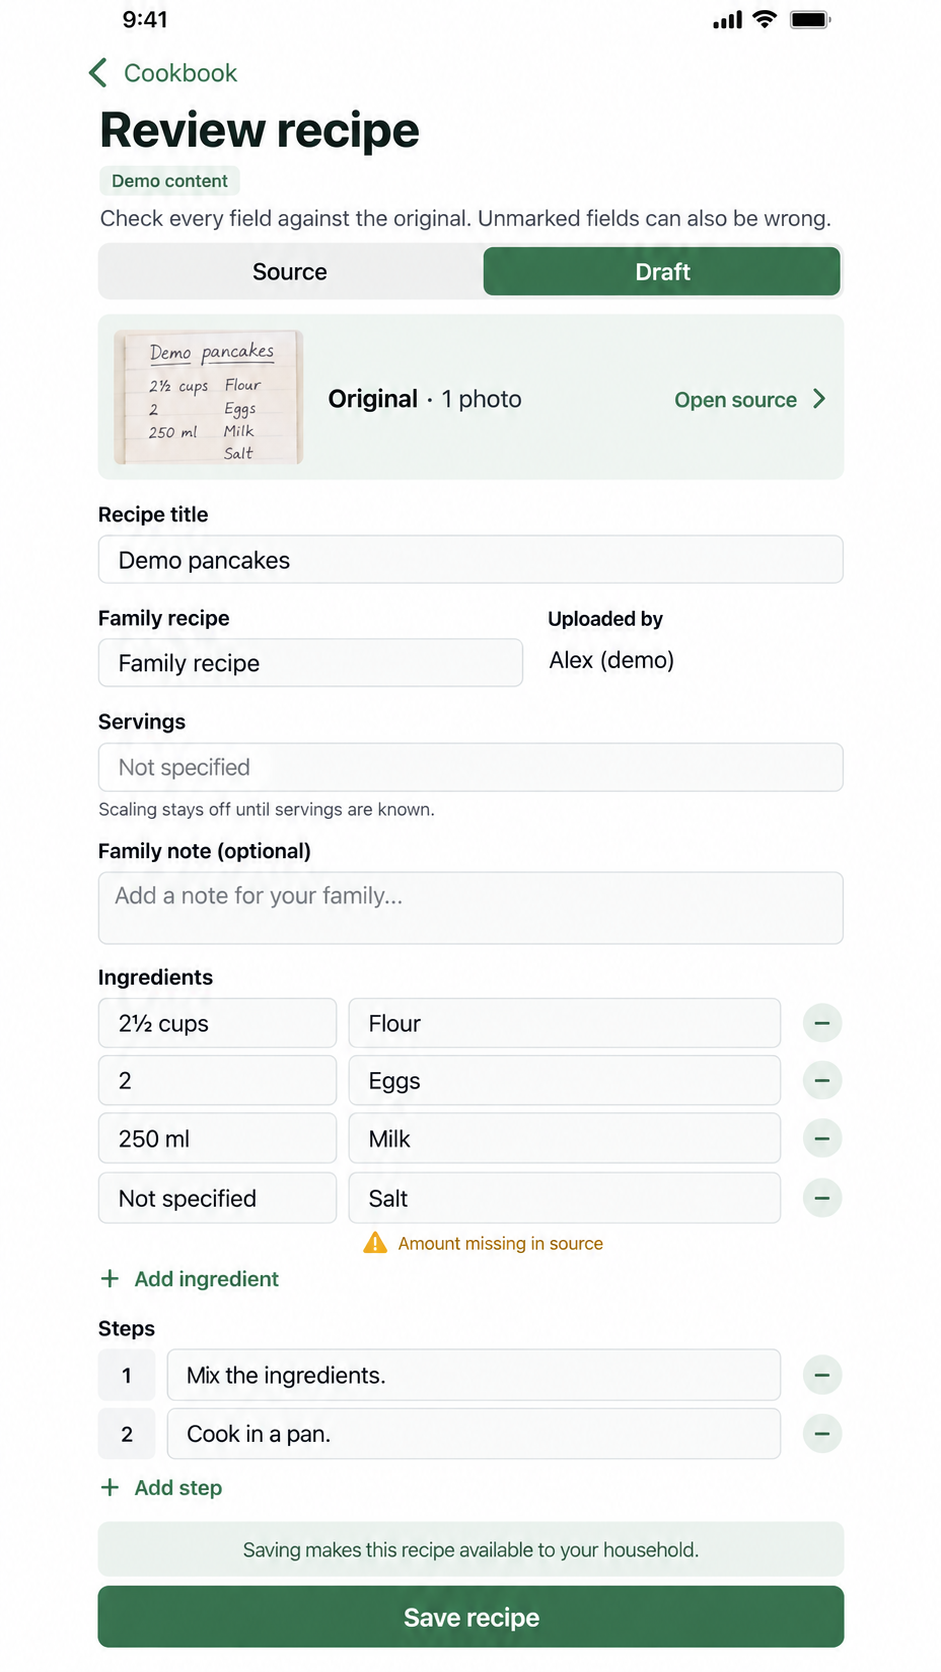 9:41
Cookbook
Review recipe
Demo content
Check every field against the original. Unmarked fields can also be wrong.
Source Draft
Demo pancakes
2½ cups Flour
2 Eggs
250 ml Milk
Salt
Original · 1 photo
Open source
Recipe title
Demo pancakes
Family recipe
Family recipe
Uploaded by
Alex (demo)
Servings
Not specified
Scaling stays off until servings are known.
Family note (optional)
Add a note for your family...
Ingredients
2½ cups Flour
2 Eggs
250 ml Milk
Not specified Salt
Amount missing in source
+ Add ingredient
Steps
1 Mix the ingredients.
2 Cook in a pan.
+ Add step
Saving makes this recipe available to your household.
Save recipe